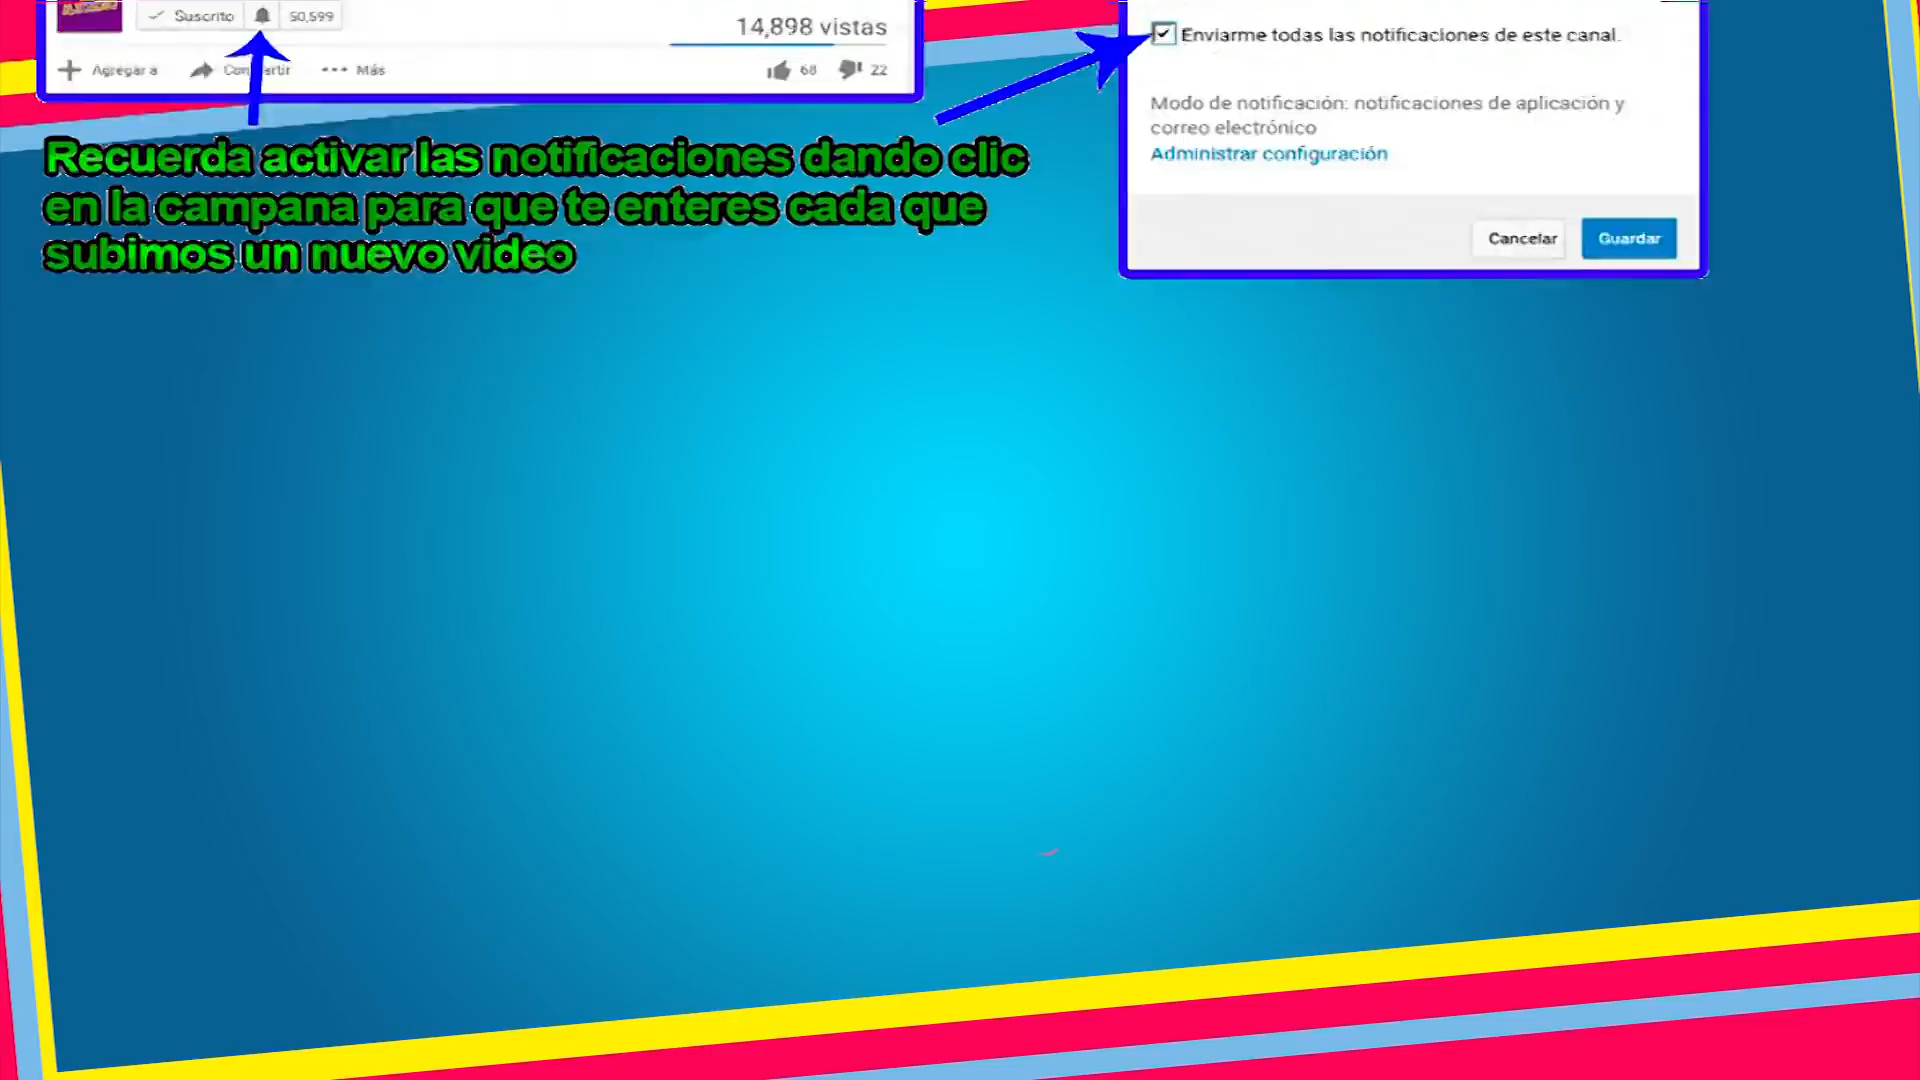 Suscrito 50,599
14,898 vistas
Agregar a Compartir Más 68 22
Enviarme todas las notificaciones de este canal.
Modo de notificación: notificaciones de aplicación y
correo electrónico
Administrar configuración
Cancelar Guardar
Recuerda activar las notificaciones dando clic
en la campana para que te enteres cada que
subimos un nuevo video